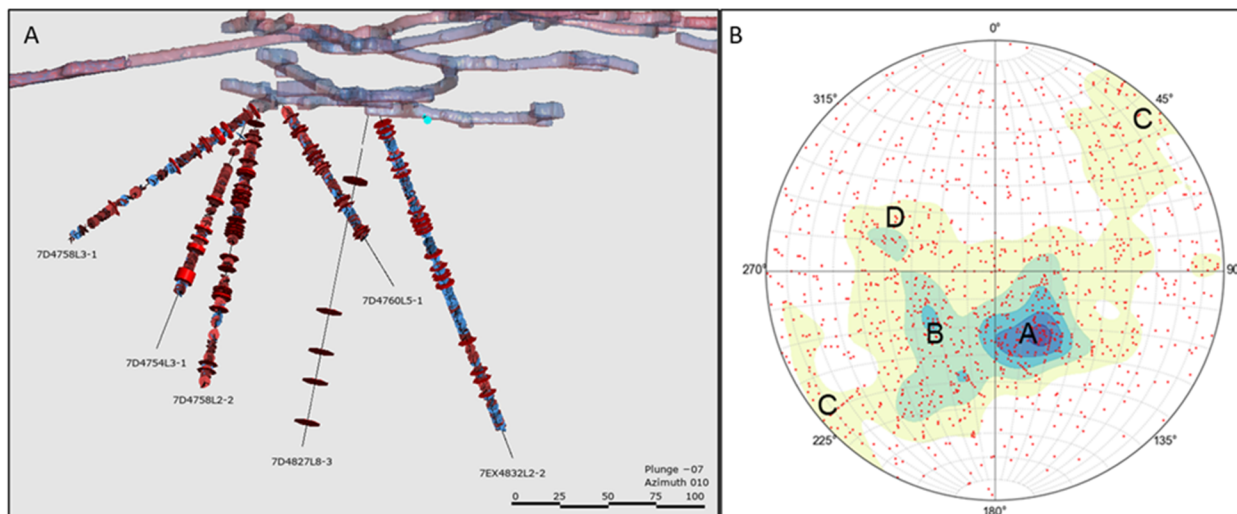 A
7D4758L3-1
7D4754L3-1
7D4758L2-2
7D4827L8-3
7D4760L5-1
7EX4832L2-2
Plunge −07
Azimuth 010
0 25 50 75 100
B
0°
315°
45°
C
D
270°
90
B
A
C
225°
135°
180°